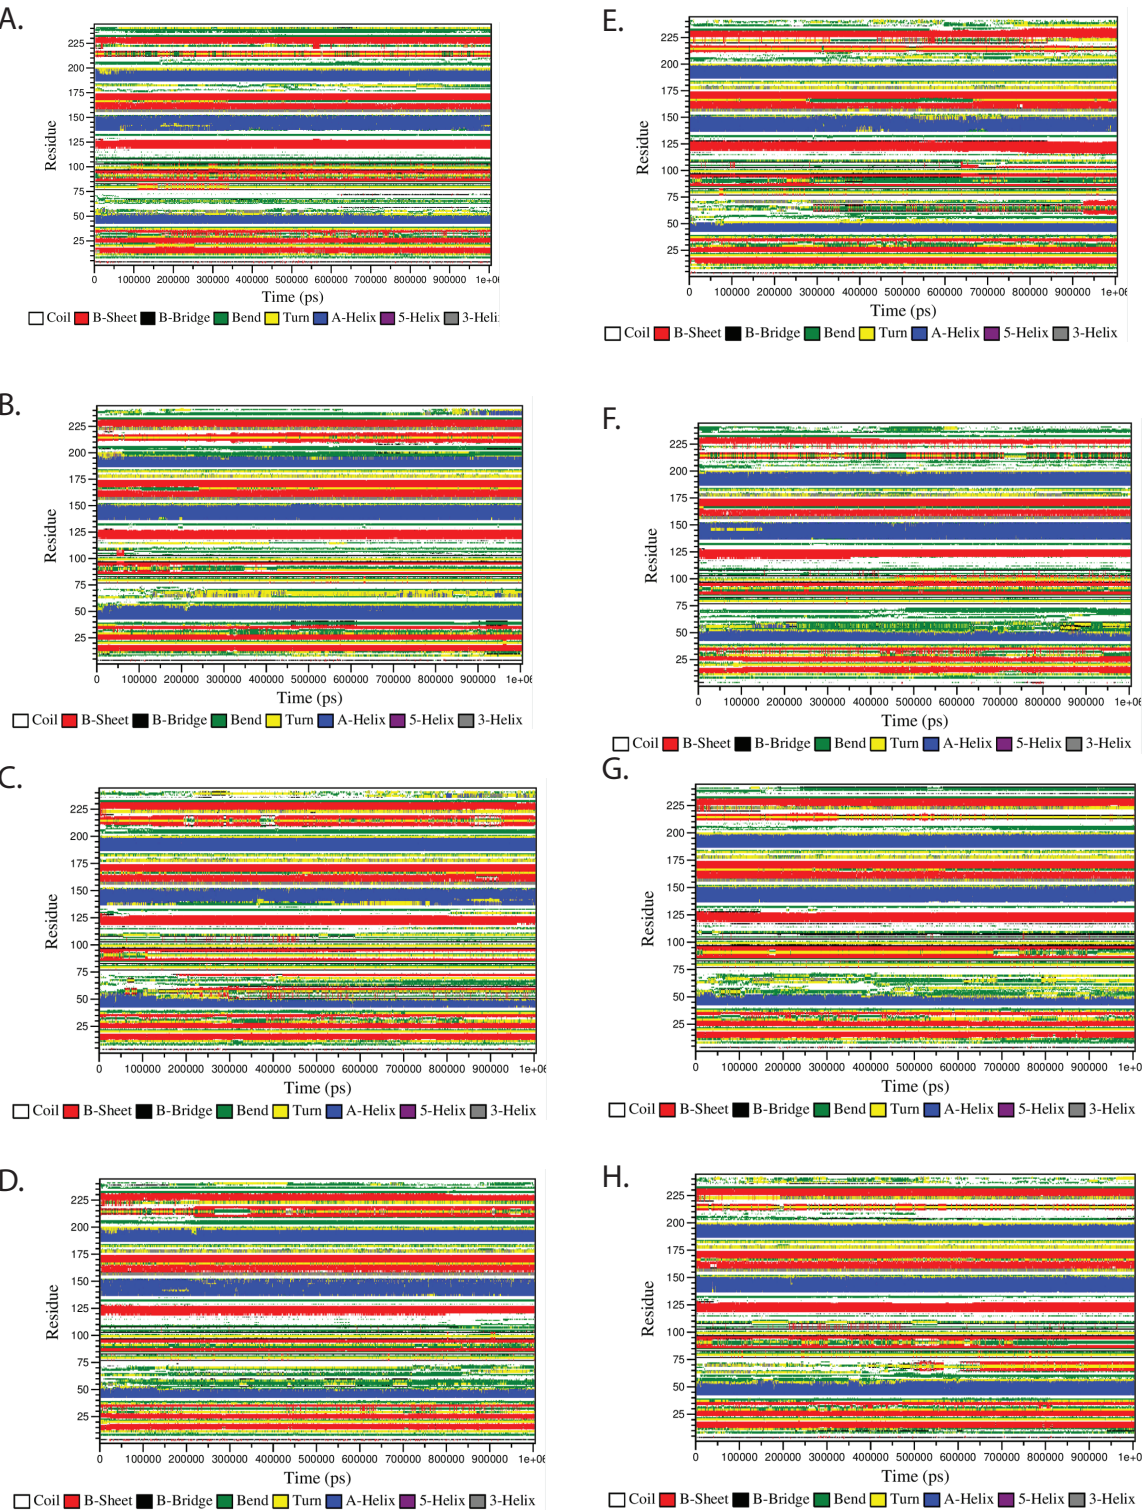 A.
Residue
225
200
175
150
125
100
75
50
25
0 100000 200000 300000 400000 500000 600000 700000 800000 900000 1e+0
Time (ps)
Coil B-Sheet B-Bridge Bend Turn A-Helix 5-Helix 3-Heli
B.
Residue
225
200
175
150
125
100
75
50
25
0 100000 200000 300000 400000 500000 600000 700000 800000 900000 1e+06
Time (ps)
Coil B-Sheet B-Bridge Bend Turn A-Helix 5-Helix 3-Helix
C.
Residue
225
200
175
150
125
100
75
50
25
0 100000 200000 300000 400000 500000 600000 700000 800000 900000 1e+06
Time (ps)
Coil B-Sheet B-Bridge Bend Turn A-Helix 5-Helix 3-Helix
D.
Residue
225
200
175
150
125
100
75
50
25
0 100000 200000 300000 400000 500000 600000 700000 800000 900000 1e+06
Time (ps)
Coil B-Sheet B-Bridge Bend Turn A-Helix 5-Helix 3-Helix
E.
Residue
225
200
175
150
125
100
75
50
25
0 100000 200000 300000 400000 500000 600000 700000 800000 900000 1e+0
Time (ps)
Coil B-Sheet B-Bridge Bend Turn A-Helix 5-Helix 3-Helix
F.
Residue
225
200
175
150
125
100
75
50
25
0 100000 200000 300000 400000 500000 600000 700000 800000 900000 1e+0
Time (ps)
Coil B-Sheet B-Bridge Bend Turn A-Helix 5-Helix 3-Helix
G.
Residue
225
200
175
150
125
100
75
50
25
0 100000 200000 300000 400000 500000 600000 700000 800000 900000 1e+0
Time (ps)
Coil B-Sheet B-Bridge Bend Turn A-Helix 5-Helix 3-Helix
H.
Residue
225
200
175
150
125
100
75
50
25
0 100000 200000 300000 400000 500000 600000 700000 800000 900000 1e+0
Time (ps)
Coil B-Sheet B-Bridge Bend Turn A-Helix 5-Helix 3-Helix